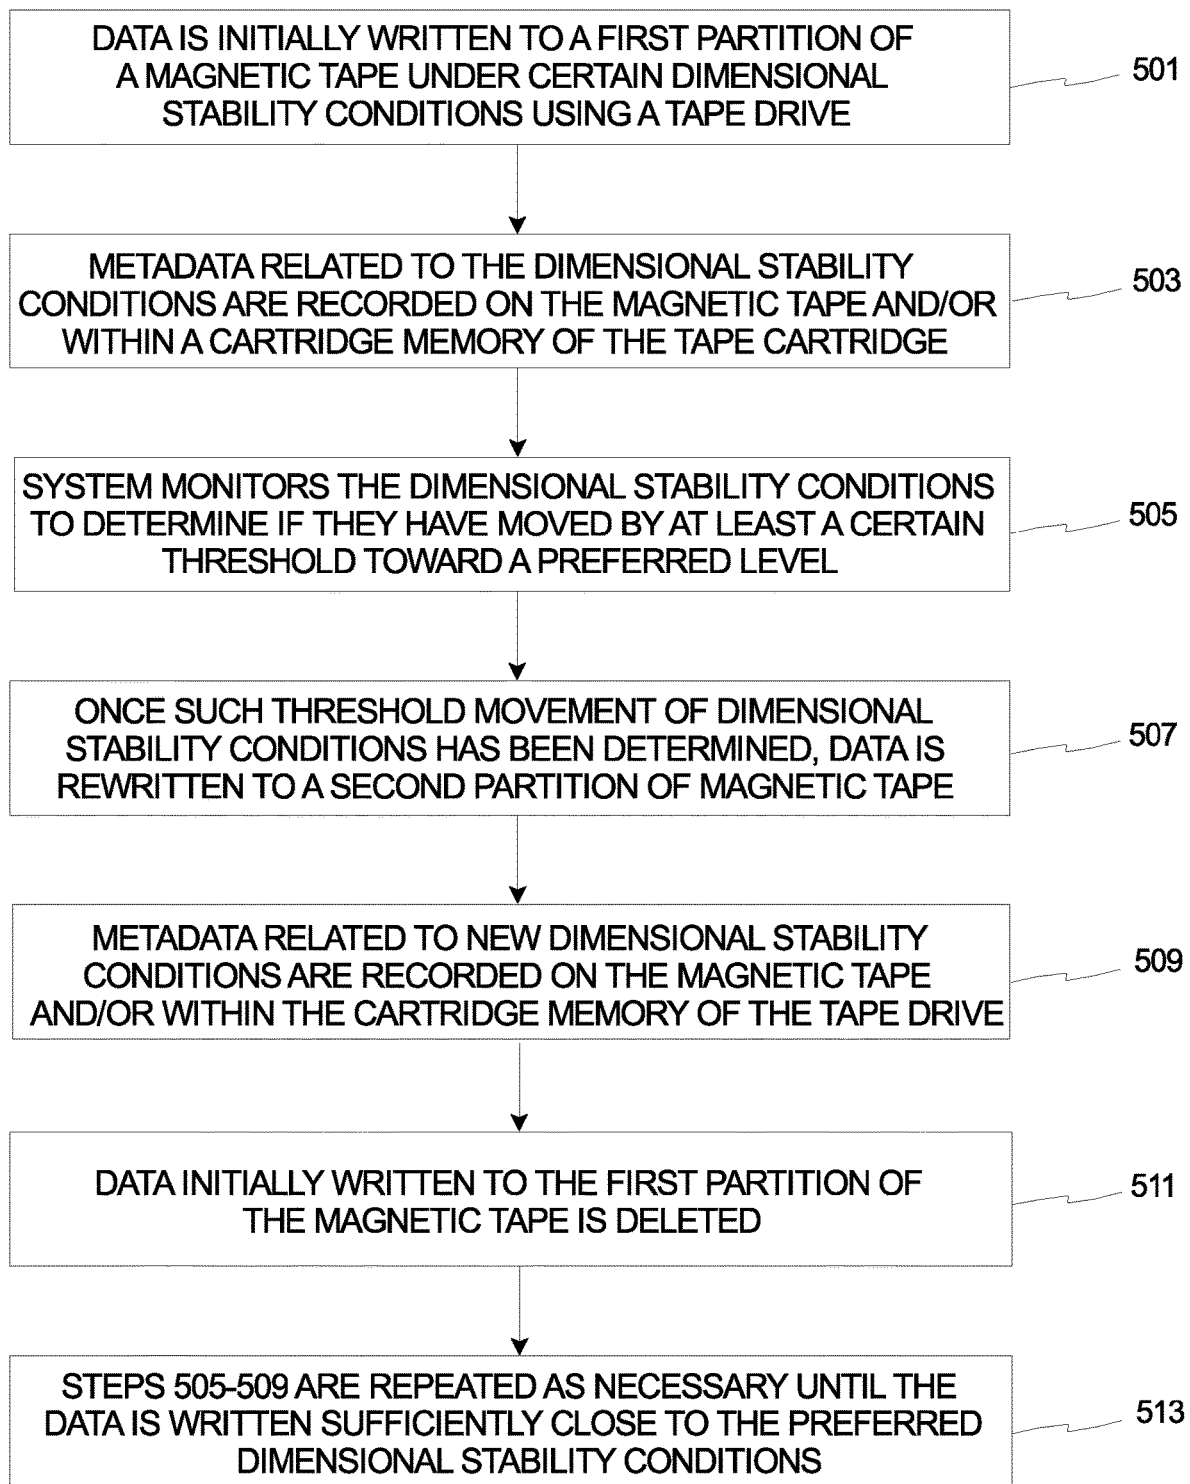 DATA IS INITIALLY WRITTEN TO A FIRST PARTITION OF
A MAGNETIC TAPE UNDER CERTAIN DIMENSIONAL
STABILITY CONDITIONS USING A TAPE DRIVE
501
METADATA RELATED TO THE DIMENSIONAL STABILITY
CONDITIONS ARE RECORDED ON THE MAGNETIC TAPE AND/OR
WITHIN A CARTRIDGE MEMORY OF THE TAPE CARTRIDGE
503
SYSTEM MONITORS THE DIMENSIONAL STABILITY CONDITIONS
TO DETERMINE IF THEY HAVE MOVED BY AT LEAST A CERTAIN
THRESHOLD TOWARD A PREFERRED LEVEL
505
ONCE SUCH THRESHOLD MOVEMENT OF DIMENSIONAL
STABILITY CONDITIONS HAS BEEN DETERMINED, DATA IS
REWRITTEN TO A SECOND PARTITION OF MAGNETIC TAPE
507
METADATA RELATED TO NEW DIMENSIONAL STABILITY
CONDITIONS ARE RECORDED ON THE MAGNETIC TAPE
AND/OR WITHIN THE CARTRIDGE MEMORY OF THE TAPE DRIVE
509
DATA INITIALLY WRITTEN TO THE FIRST PARTITION OF
THE MAGNETIC TAPE IS DELETED
511
STEPS 505-509 ARE REPEATED AS NECESSARY UNTIL THE
DATA IS WRITTEN SUFFICIENTLY CLOSE TO THE PREFERRED
DIMENSIONAL STABILITY CONDITIONS
513